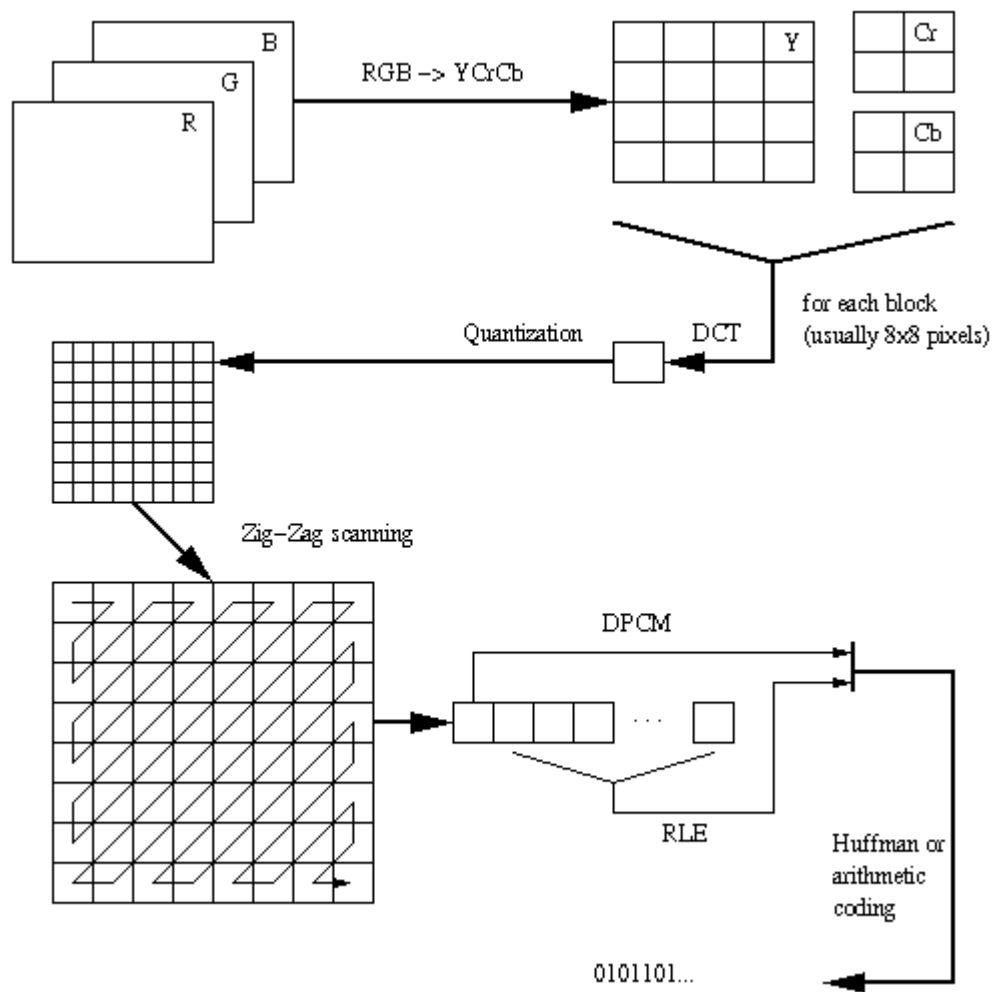 B
G
R
RGB −> YCrCb
Y
Cr
Cb
for each block
(usually 8x8 pixels)
DCT
Quantization
Zig−Zag scanning
DPCM
. . .
RLE
Huffman or
arithmetic
coding
0101101...